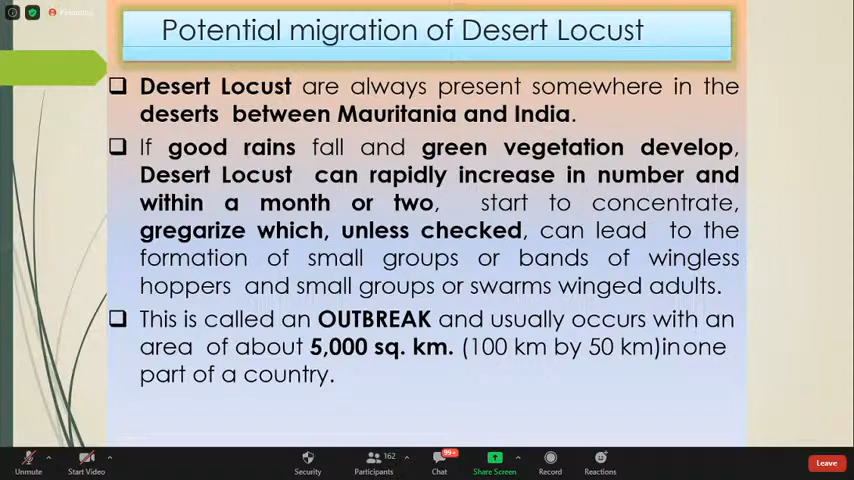 Potential migration of Desert Locust
Desert Locust are always present somewhere in the
deserts between Mauritania and India.
If good rains fall and green vegetation develop,
Desert Locust can rapidly increase in number and
within a month or two, start to concentrate,
gregarize which, unless checked, can lead to the
formation of small groups or bands of wingless
hoppers and small groups or swarms winged adults.
This is called an OUTBREAK and usually occurs with an
area of about 5,000 sq. km. (100 km by 50 km)in one
part of a country.
162
99+
Unmute
Start Video
Security
Participants
Chat
Share Screen
Record
Reactions
Leave